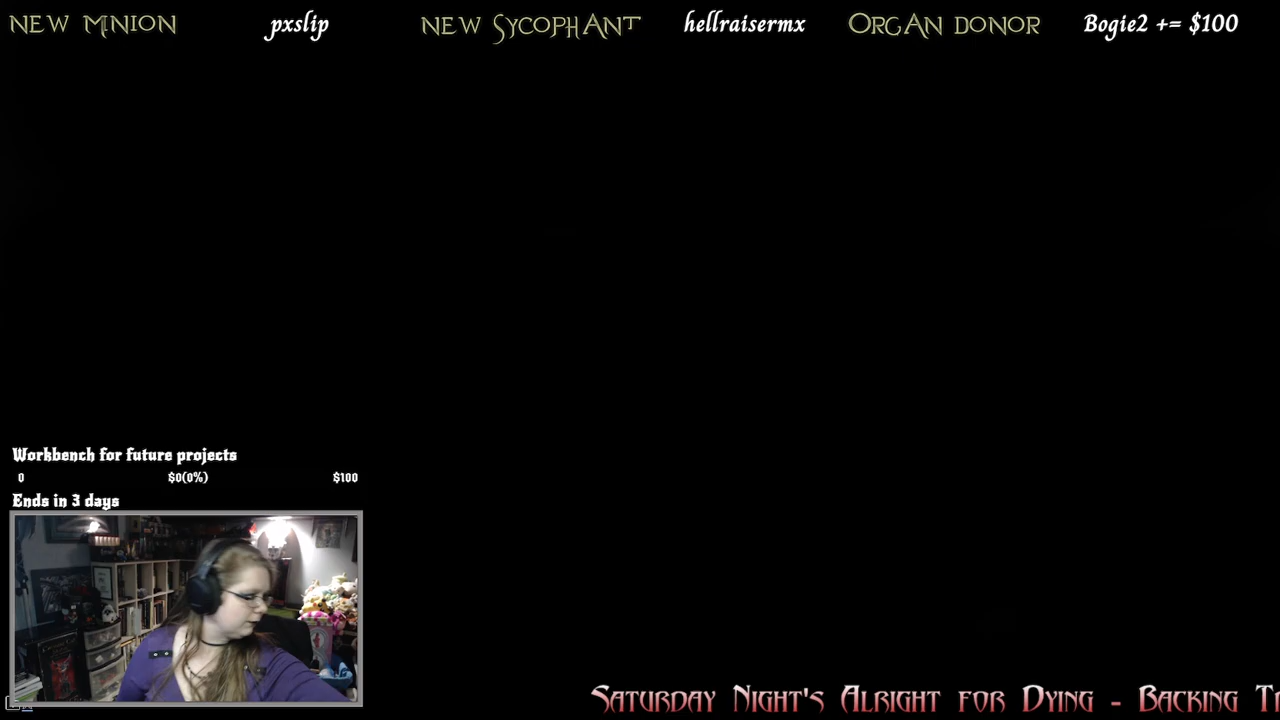 NEW MINION pxslip NEW SYCOPHANT hellraisermx ORGAN DONOR Bogie2 += $100
Workbench for future projects
0 $0(0%) $100
Ends in 3 days
SATURDAY NIGHT'S ALRIGHT FOR DYING - BACKING